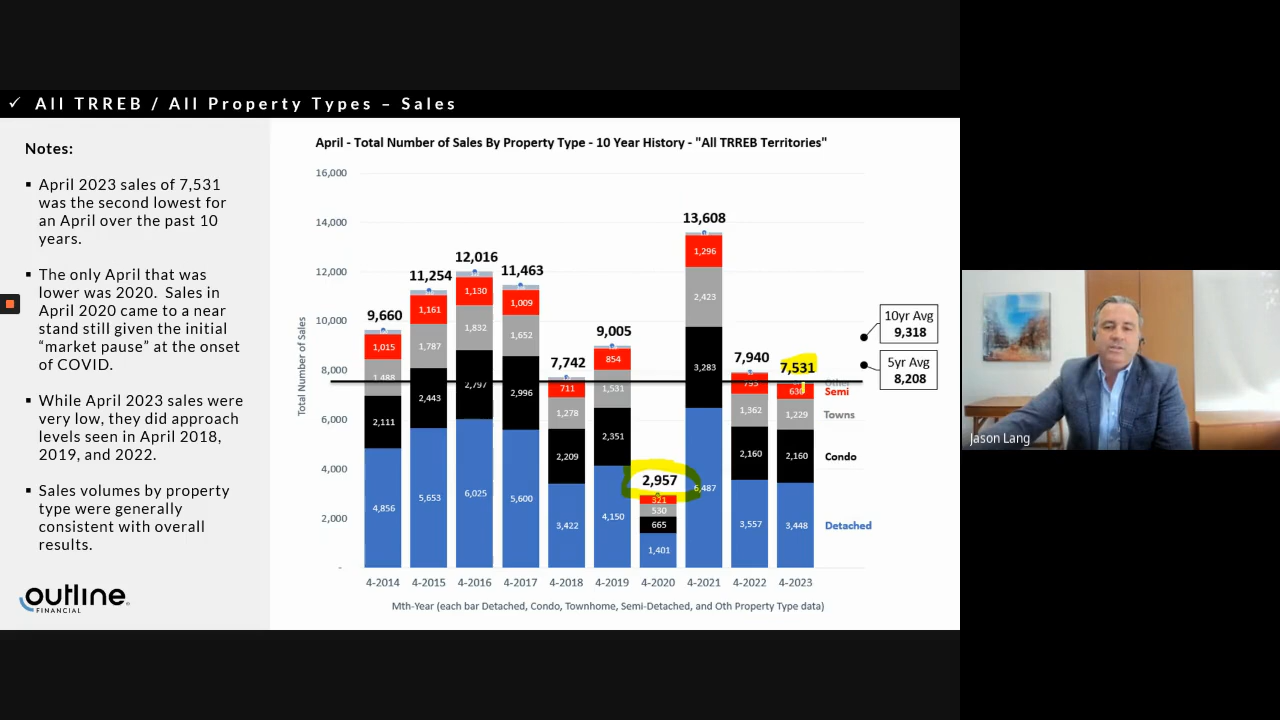 ✓ All TRREB / All Property Types – Sales
Notes:
▪ April 2023 sales of 7,531
was the second lowest for
an April over the past 10
years.
▪ The only April that was
lower was 2020. Sales in
April 2020 came to a near
stand still given the initial
“market pause” at the onset
of COVID.
▪ While April 2023 sales were
very low, they did approach
levels seen in April 2018,
2019, and 2022.
▪ Sales volumes by property
type were generally
consistent with overall
results.
outline
FINANCIAL
April - Total Number of Sales By Property Type - 10 Year History - "All TRREB Territories"
Total Number of Sales
16,000
14,000
12,000
10,000
8,000
6,000
4,000
2,000
-
9,660
1,015
1,488
2,111
4,856
4-2014
11,254
1,161
1,787
2,443
5,653
4-2015
12,016
1,130
1,832
2,797
6,025
4-2016
11,463
1,009
1,652
2,996
5,600
4-2017
7,742
711
1,278
2,209
3,422
4-2018
9,005
854
1,531
2,351
4,150
4-2019
2,957
321
530
665
1,401
4-2020
13,608
1,296
2,423
3,283
6,487
4-2021
7,940
1,362
2,160
3,557
4-2022
7,531
1,229
2,160
3,448
4-2023
Other
Semi
Towns
Condo
Detached
10yr Avg
9,318
5yr Avg
8,208
Mth-Year (each bar Detached, Condo, Townhome, Semi-Detached, and Oth Property Type data)
Jason Lang